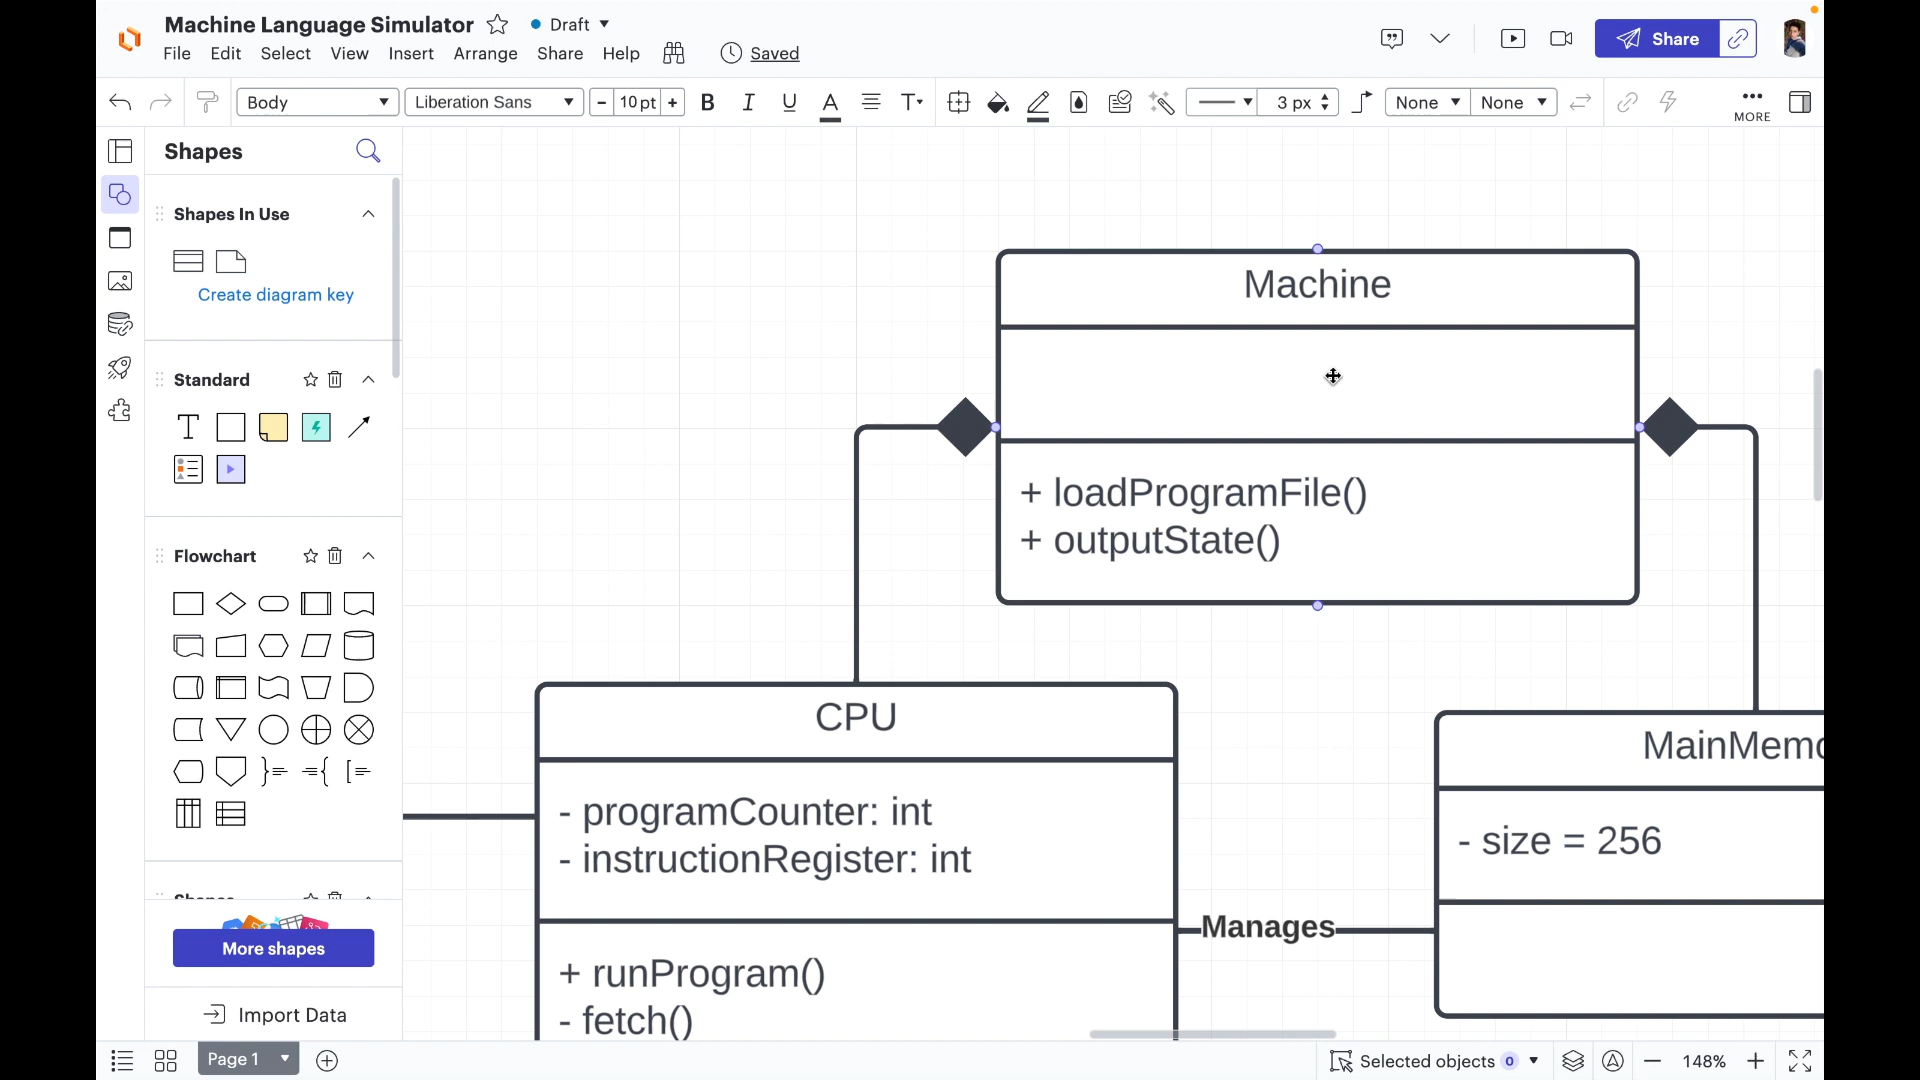 Machine Language Simulator
Draft
File Edit Select View Insert Arrange Share Help
Saved
Share
Body
Liberation Sans
- 10 pt +
B I U A T
3 px
None
None
MORE
Shapes
Shapes In Use
Create diagram key
Standard
T
Flowchart
More shapes
Import Data
Machine
+ loadProgramFile()
+ outputState()
CPU
- programCounter: int
- instructionRegister: int
+ runProgram()
- fetch()
Manages
MainMemo
- size = 256
Page 1
Selected objects 0
148%